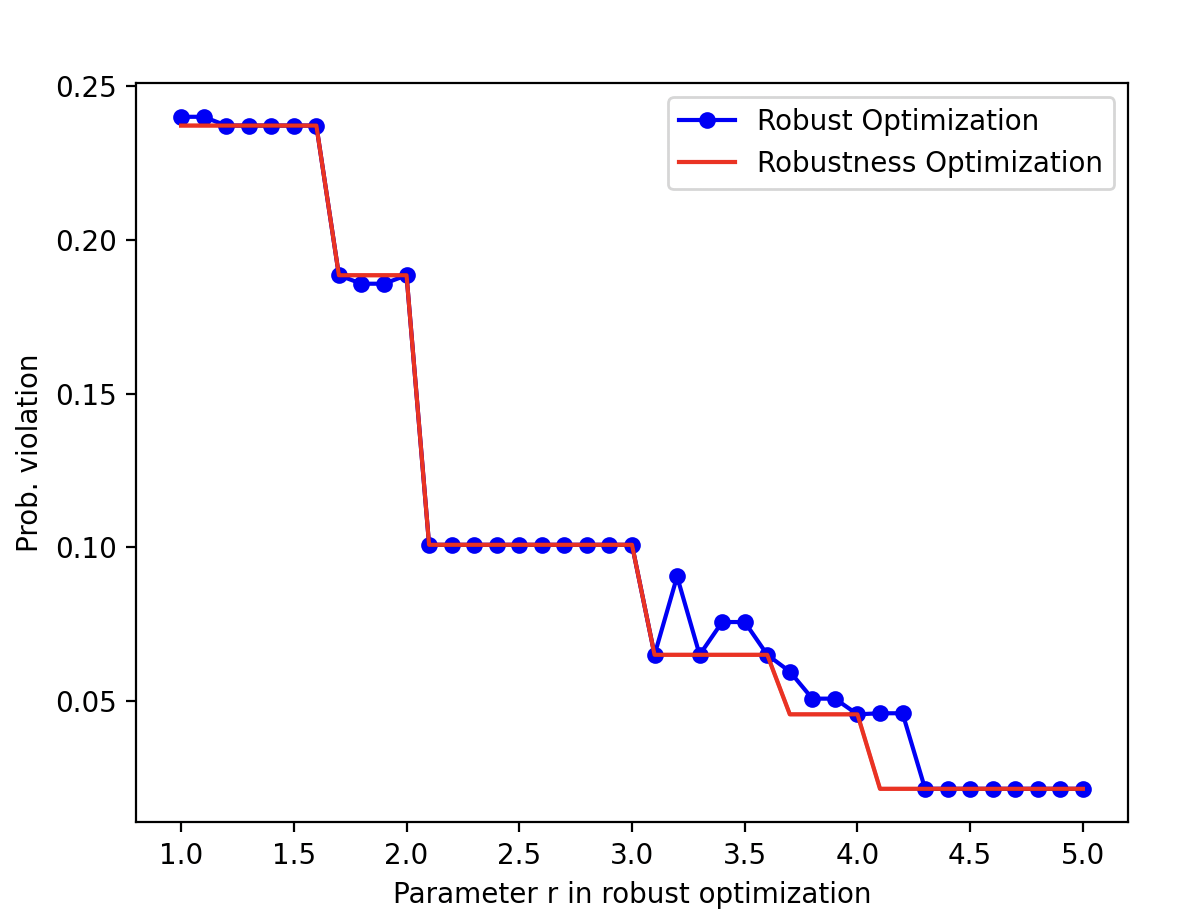 0.25
0.20
0.15
0.10
0.05
Prob. violation
Robust Optimization
Robustness Optimization
1.0 1.5 2.0 2.5 3.0 3.5 4.0 4.5 5.0
Parameter r in robust optimization